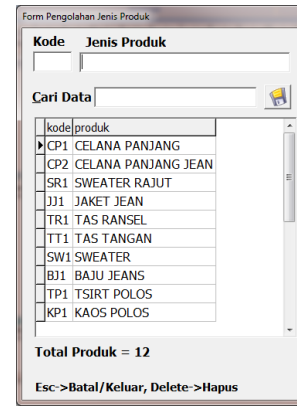 Form Pengolahan Jenis Produk
Kode Jenis Produk
Cari Data
kode produk
CP1 CELANA PANJANG
CP2 CELANA PANJANG JEAN
SR1 SWEATER RAJUT
JJ1 JAKET JEAN
TR1 TAS RANSEL
TT1 TAS TANGAN
SW1 SWEATER
BJ1 BAJU JEANS
TP1 TSIRT POLOS
KP1 KAOS POLOS
Total Produk = 12
Esc->Batal/Keluar, Delete->Hapus